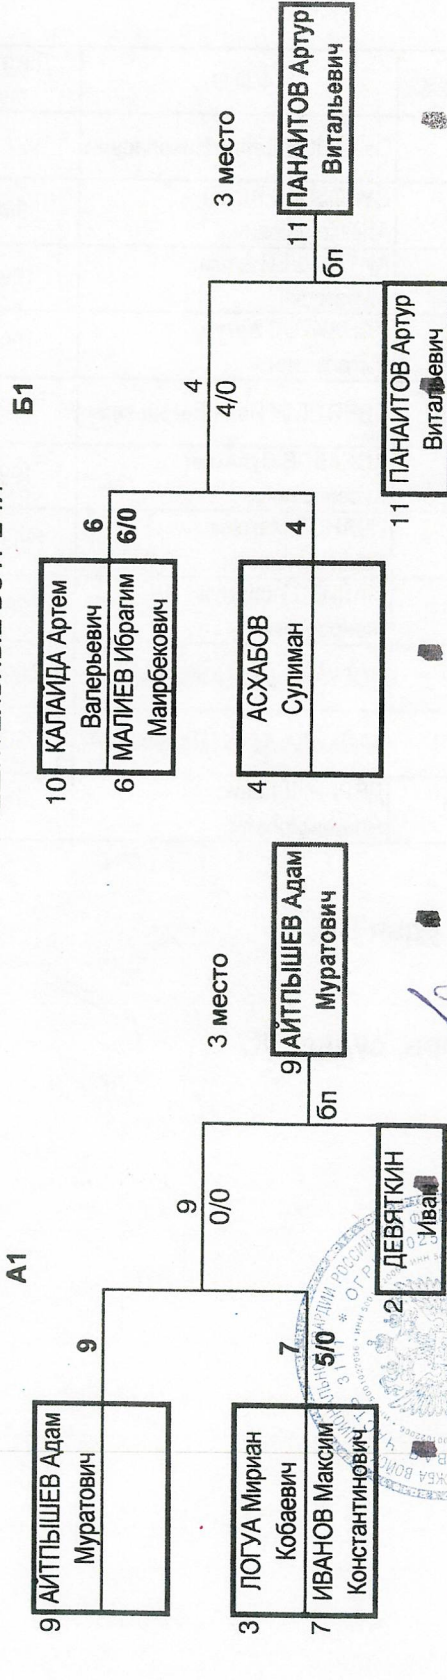 А1
9 АЙТПЫШЕВ Адам
Муратович
9
3 ЛОГУА Мириан
Кобаевич
7 ИВАНОВ Максим
Константинович
7
5/0
9
0/0
2 ДЕВЯТКИН
Иван
бп
3 место
9 АЙТПЫШЕВ Адам
Муратович
Б1
10 КАЛАЙДА Артем
Валерьевич
6 МАЛИЕВ Ибрагим
Маирбекович
6
6/0
4 АСХАБОВ
Сулиман
4
4
4/0
11 ПАНАИТОВ Артур
Витальевич
бп
3 место
11 ПАНАИТОВ Артур
Витальевич